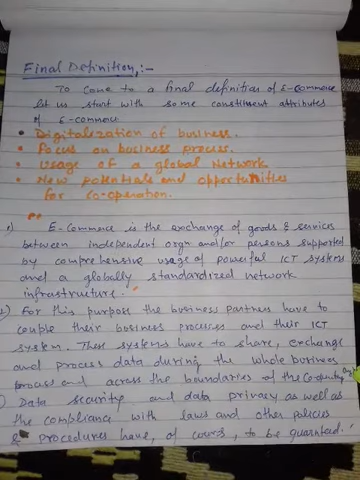 Final Definition,:-
To come to a final definition of E-Commerce
let us start with some constituent attributes
of E-commerce
• Digitalization of business.
• Focus on business process.
• Usage of a global Network.
• New potentials and opportunities
for co-operation.
"
1) E-Commerce is the exchange of goods & services
between independent orgn and/or persons supported
by comprehensive usage of powerful ICT systems
and a globally standardized network
infrastructure."
2) For this purpose the business partners have to
couple their business processes and their ICT
system. These systems have to share, exchange
and process data during the whole business
process and across the boundaries of the Co-operating
) Data security and data privacy as well as
the compliance with laws and other policies
& procedures have, of cours, to be guaranteed.